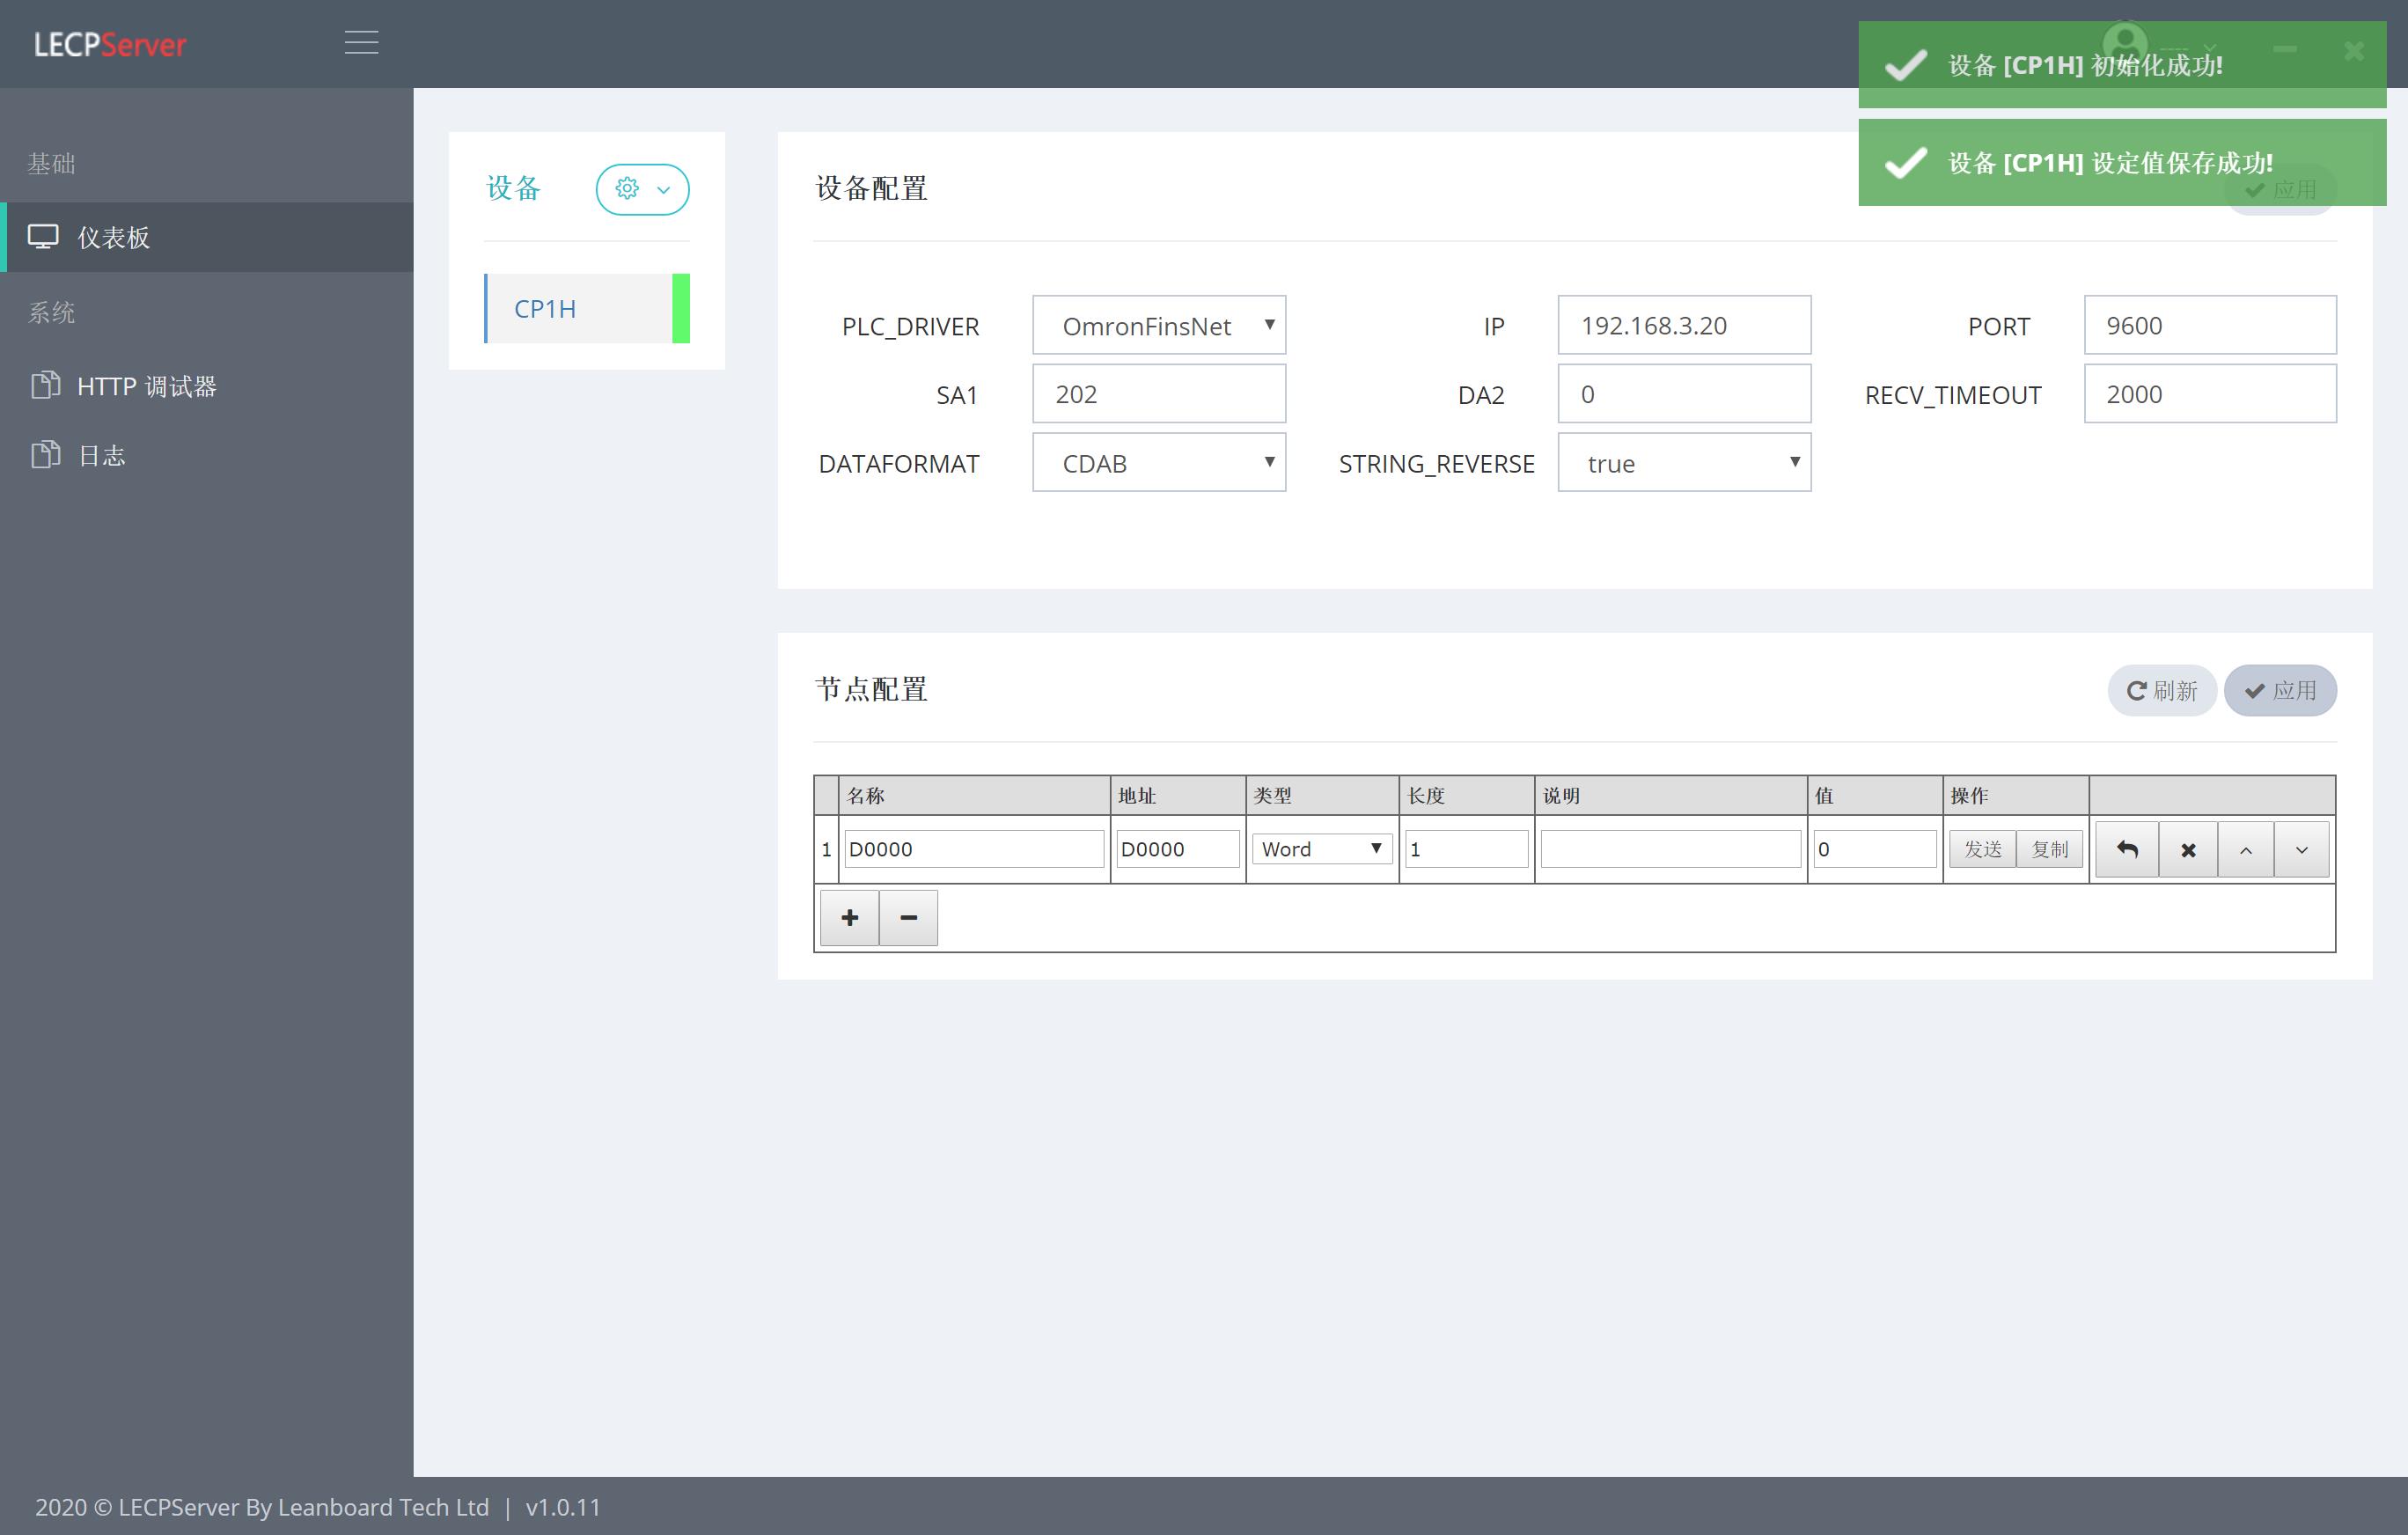 LECPServer
设备 [CP1H] 初始化成功!
设备 [CP1H] 设定值保存成功!
基础
仪表板
系统
HTTP 调试器
日志
设备
CP1H
设备配置
应用
PLC_DRIVER
OmronFinsNet
IP
192.168.3.20
PORT
9600
SA1
202
DA2
0
RECV_TIMEOUT
2000
DATAFORMAT
CDAB
STRING_REVERSE
true
节点配置
刷新
应用
名称 地址 类型 长度 说明 值 操作
1 D0000 D0000 Word 1 0 发送 复制
2020 © LECPServer By Leanboard Tech Ltd | v1.0.11